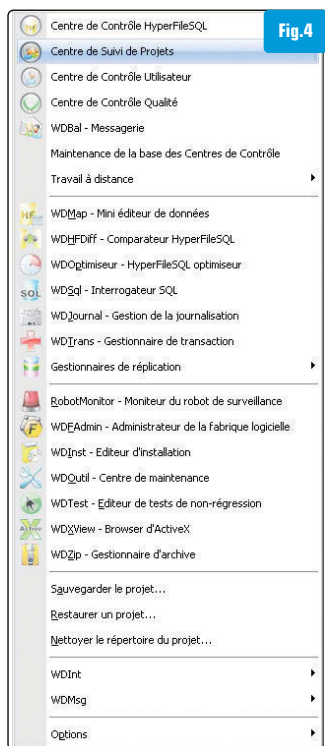 Fig.4
Centre de Contrôle HyperFileSQL
Centre de Suivi de Projets
Centre de Contrôle Utilisateur
Centre de Contrôle Qualité
WDBal - Messagerie
Maintenance de la base des Centres de Contrôle
Travail à distance
HF
WDMap - Mini éditeur de données
WDHFDiff - Comparateur HyperFileSQL
WDOptimiseur - HyperFileSQL optimiseur
SQL
WDSql - Interrogateur SQL
WDJournal - Gestion de la journalisation
WDTrans - Gestionnaire de transaction
Gestionnaires de réplication
RobotMonitor - Moniteur du robot de surveillance
F
WDFAdmin - Administrateur de la fabrique logicielle
WDInst - Editeur d'installation
WDOutil - Centre de maintenance
WDTest - Editeur de tests de non-régression
Active
WDXView - Browser d'ActiveX
WDZip - Gestionnaire d'archive
Sauvegarder le projet...
Restaurer un projet...
Nettoyer le répertoire du projet...
WDInt
WDMsg
Options